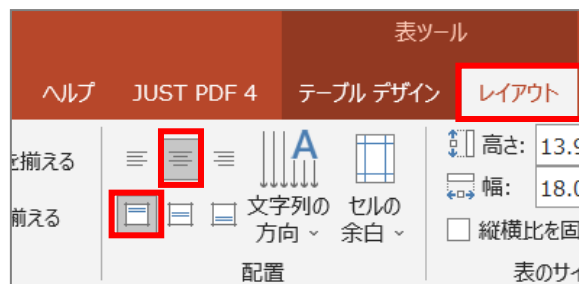 表ツール
ヘルプ JUST PDF 4 テーブル デザイン レイアウト
を揃える
高さ: 13.9
幅: 18.0
前える
文字列の方向
セルの余白
縦横比を固
配置
表のサイ